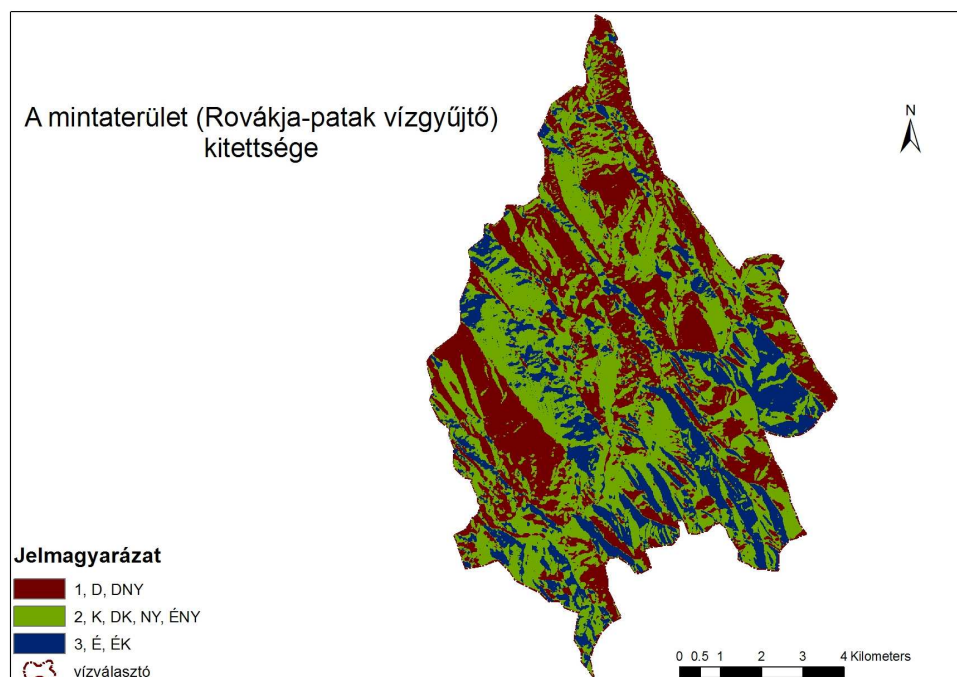 A mintaterület (Rovákja-patak vízgyűjtő)
kitettsége
N
Jelmagyarázat
1, D, DNY
2, K, DK, NY, ÉNY
3, É, ÉK
vízválasztó
0 0.5 1 2 3 4 Kilometers